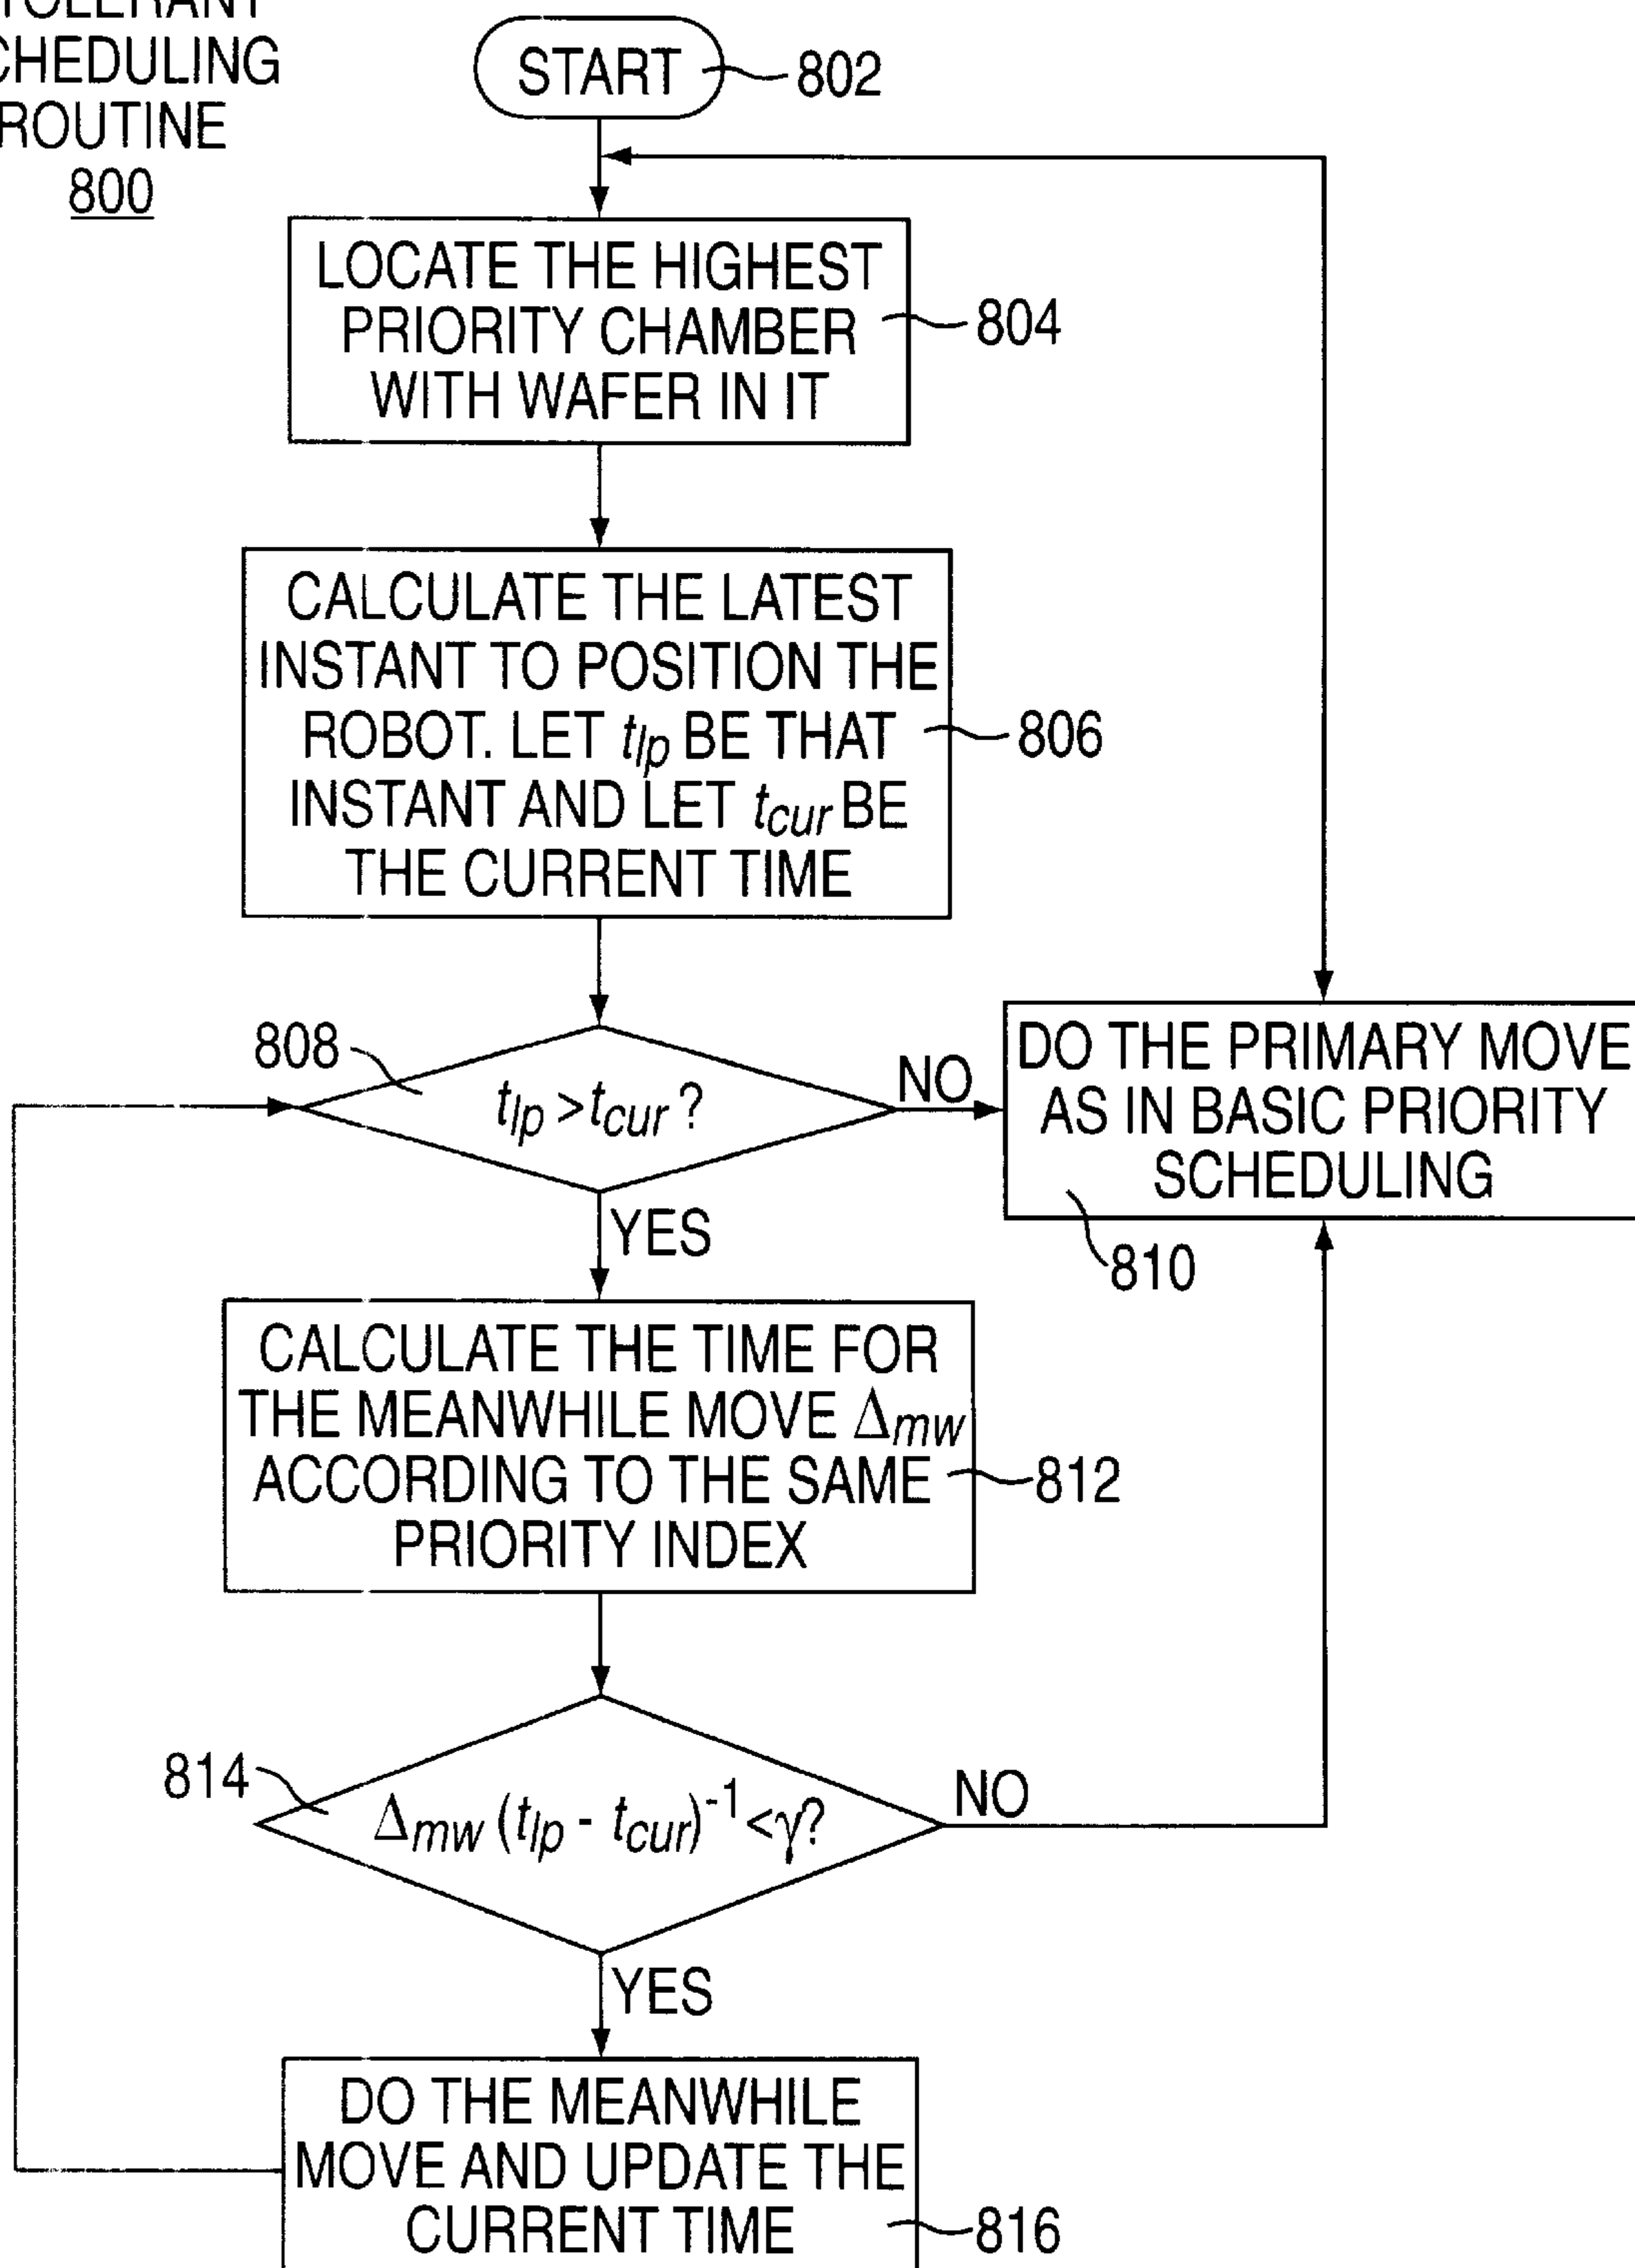 ROUTINE
800
START
802
LOCATE THE HIGHEST
PRIORITY CHAMBER
WITH WAFER IN IT
804
CALCULATE THE LATEST
INSTANT TO POSITION THE
ROBOT. LET tlp BE THAT
INSTANT AND LET tcur BE
THE CURRENT TIME
806
808
tlp >tcur ?
NO
DO THE PRIMARY MOVE
AS IN BASIC PRIORITY
SCHEDULING
810
YES
CALCULATE THE TIME FOR
THE MEANWHILE MOVE Δmw
ACCORDING TO THE SAME
PRIORITY INDEX
812
814
Δmw (tlp - tcur)⁻¹ <γ?
NO
YES
DO THE MEANWHILE
MOVE AND UPDATE THE
CURRENT TIME
816